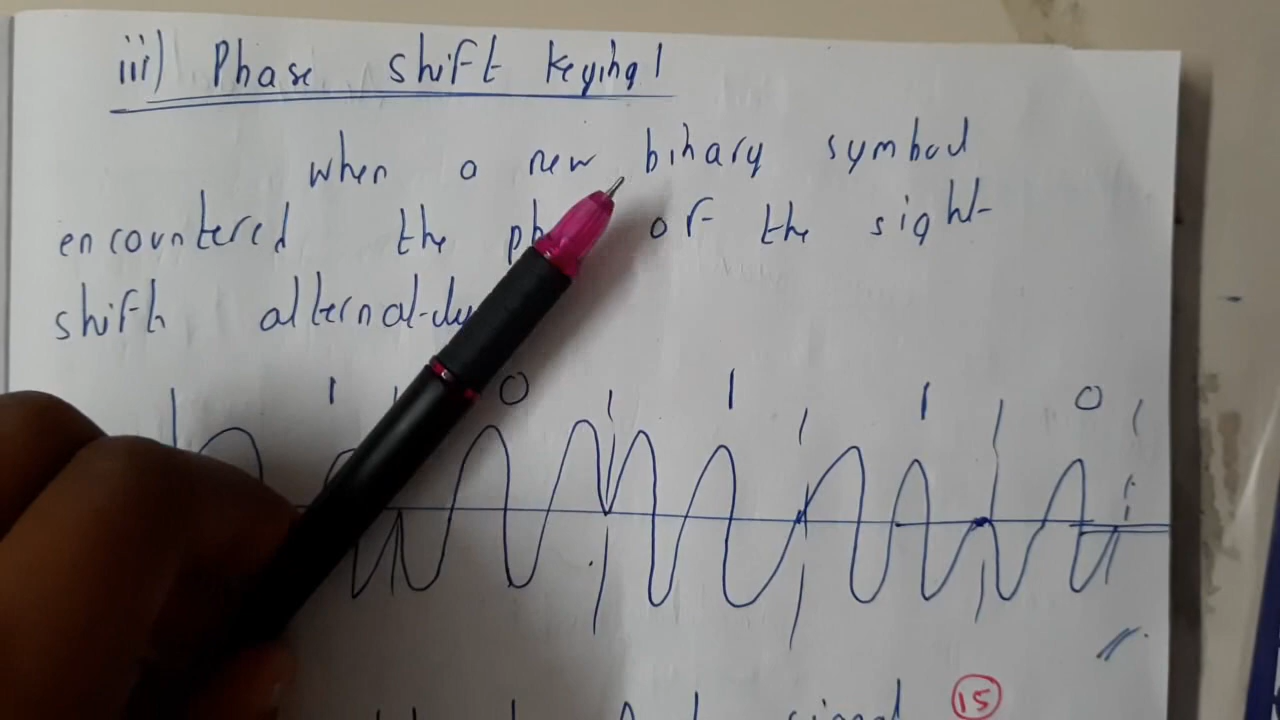 iii) Phase shift keying
when a new binary symbol
encountered the ph of the
shift
1 0 1 1 0
signal 15